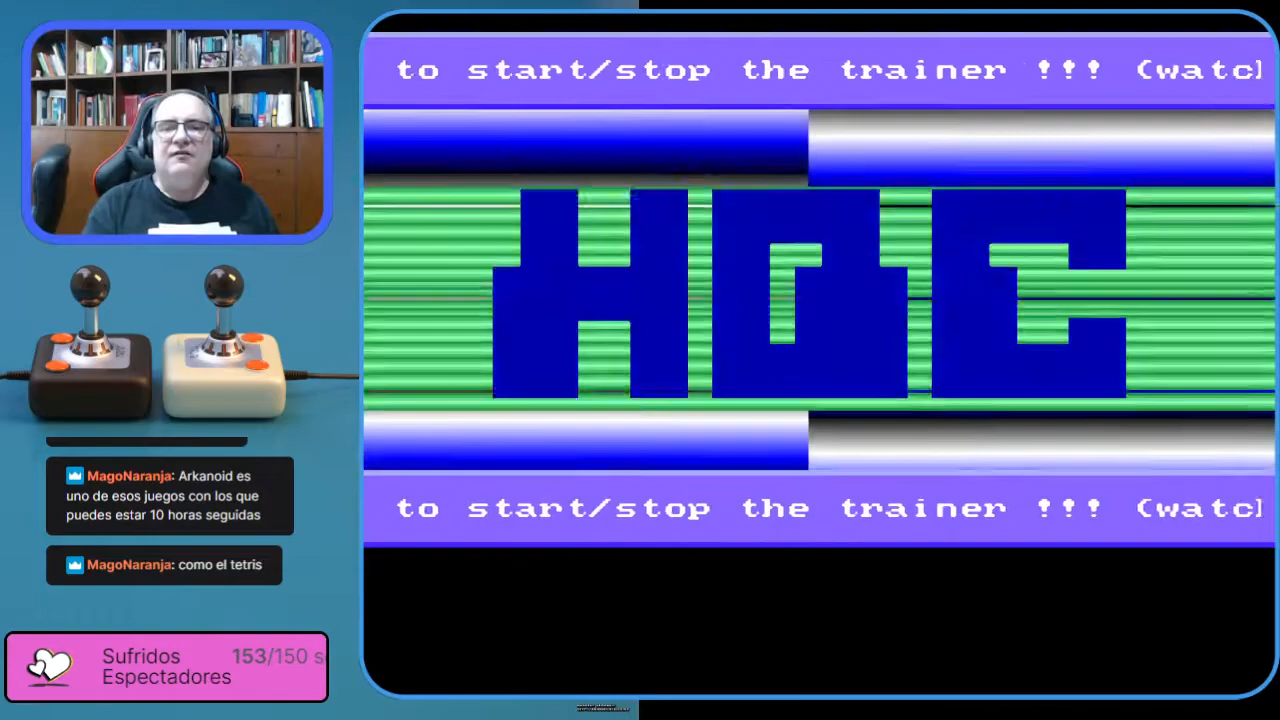 to start/stop the trainer !!! (watc
HQC
to start/stop the trainer !!! (watc
MagoNaranja: Arkanoid es
uno de esos juegos con los que
puedes estar 10 horas seguidas
MagoNaranja: como el tetris
Sufridos
Espectadores
153/150 s